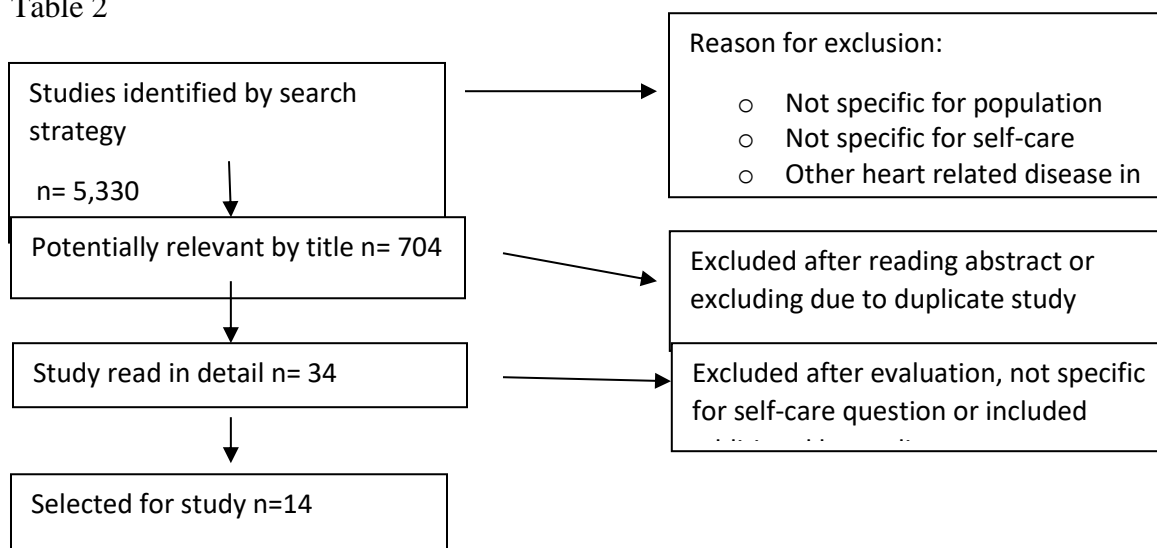 Table 2
Studies identified by search
strategy
n= 5,330
Reason for exclusion:
○ Not specific for population
○ Not specific for self-care
○ Other heart related disease in
Potentially relevant by title n= 704
Excluded after reading abstract or
excluding due to duplicate study
Study read in detail n= 34
Excluded after evaluation, not specific
for self-care question or included
Selected for study n=14